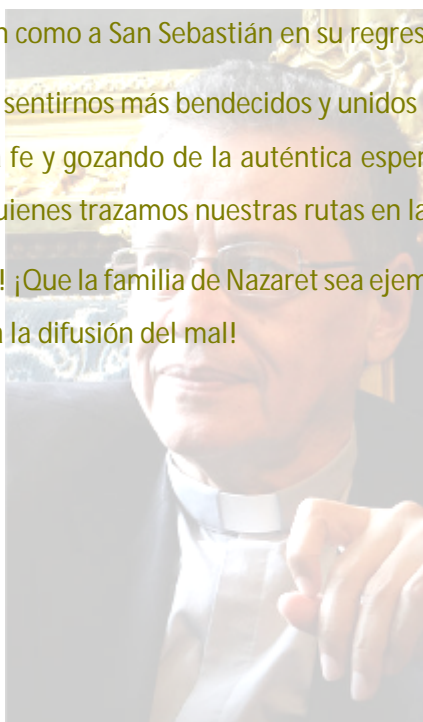 como a San Sebastián en su regres
sentirnos más bendecidos y unidos
fe y gozando de la auténtica esper
uienes trazamos nuestras rutas en la
! ¡Que la familia de Nazaret sea ejem
la difusión del mal!